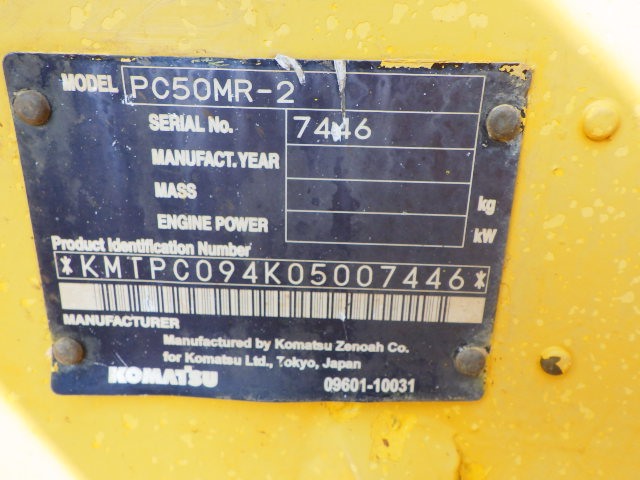 MODEL PC50MR-2
SERIAL No. 7446
MANUFACT. YEAR
MASS kg
ENGINE POWER kW
Product Identification Number
*KMTPC094K05007446*
MANUFACTURER
Manufactured by Komatsu Zenoah Co.
for Komatsu Ltd., Tokyo, Japan
KOMATSU 09601-10031